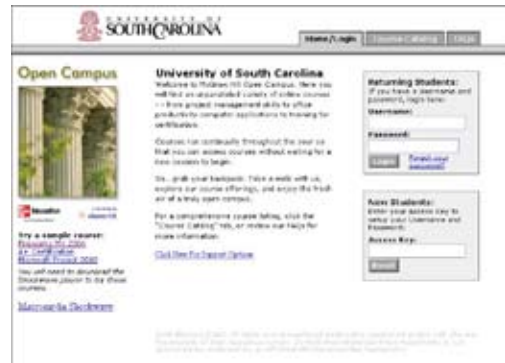 UNIVERSITY OF
SOUTH CAROLINA
Home/Login
Course Catalog
FAQs
Open Campus
University of South Carolina
Welcome to McGraw Hill Open Campus. Here you
will find an unparalleled variety of online courses
-- from project management skills to office
products to computer applications to training for
certification.
Courses run continually throughout the year so
that you can access courses without waiting for a
new session to begin.
So... grab your backpack. Take a walk with us,
explore our course offerings, and enjoy the fresh
air of a truly open campus.
For a comprehensive course listing, click the
"Course Catalog" tab, or review our FAQs for
more information.
Click Here For Support Options
Returning Students:
If you have a Username and
password, login here:
Username:
Password:
Login
Forgot your
password?
New Students:
Enter your access key to
setup your Username and
Password.
Access Key:
Try a sample course:
A+ Certification
Microsoft Project 2000
You will need to download the
Shockwave player to try these
courses.
Macromedia Shockwave